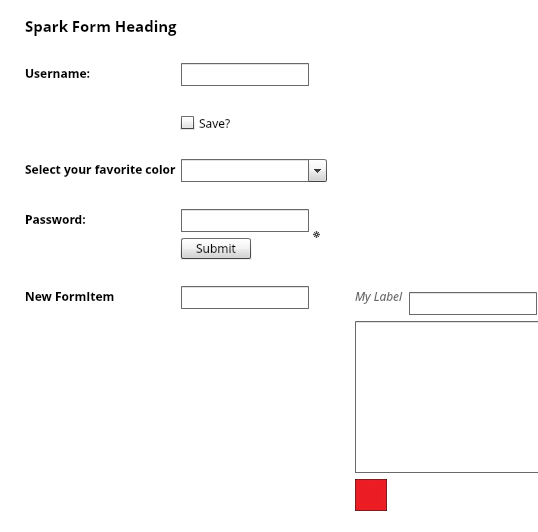 Spark Form Heading
Username:
Save?
Select your favorite color
Password:
Submit
New FormItem
My Label